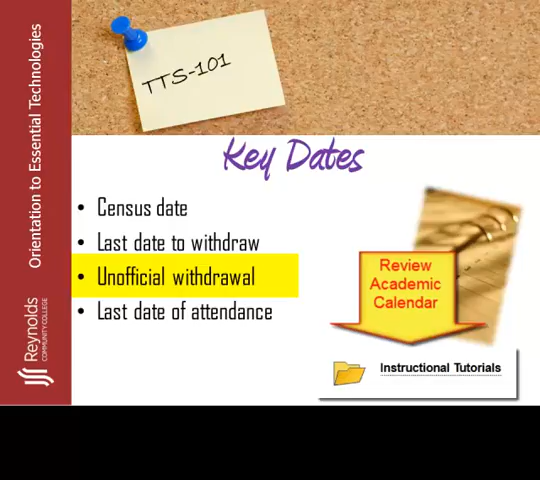 Orientation to Essential Technologies
Reynolds
COMMUNITY COLLEGE
TTS-101
Key Dates
• Census date
• Last date to withdraw
• Unofficial withdrawal
• Last date of attendance
Review
Academic
Calendar
Instructional Tutorials